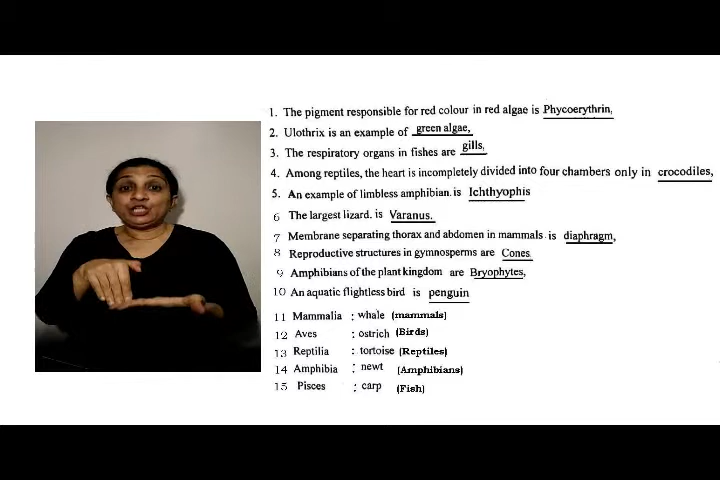 1. The pigment responsible for red colour in red algae is Phycoerythrin.
2. Ulothrix is an example of green algae.
3. The respiratory organs in fishes are gills.
4. Among reptiles, the heart is incompletely divided into four chambers only in crocodiles.
5. An example of limbless amphibian. is Ichthyophis
6 The largest lizard. is Varanus.
7 Membrane separating thorax and abdomen in mammals is diaphragm.
8 Reproductive structures in gymnosperms are Cones.
9 Amphibians of the plant kingdom are Bryophytes.
10 An aquatic flightless bird is penguin
11 Mammalia : whale (mammals)
12 Aves : ostrich (Birds)
13 Reptilia : tortoise (Reptiles)
14 Amphibia : newt (Amphibians)
15 Pisces : carp (Fish)